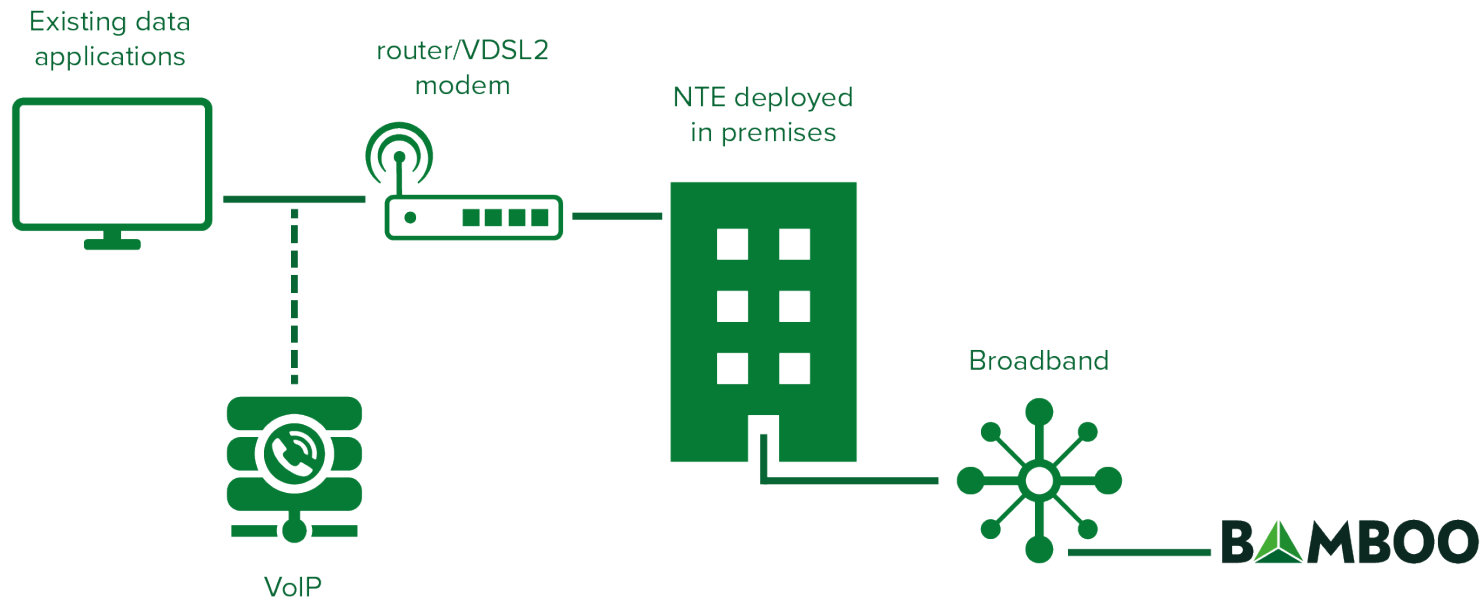 Existing data
applications
router/VDSL2
modem
NTE deployed
in premises
Broadband
VoIP
BAMBOO